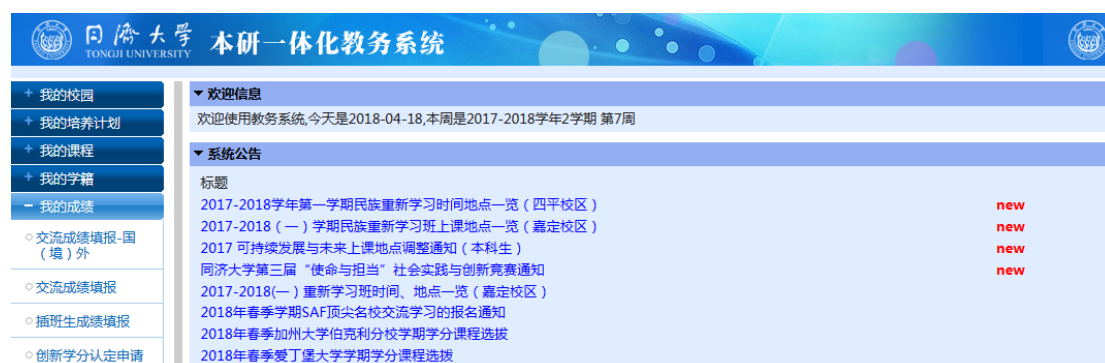 同济大学 本研一体化教务系统
TONGJI UNIVERSITY
我的校园
我的培养计划
我的课程
我的学籍
我的成绩
交流成绩填报-国
（境）外
交流成绩填报
插班生成绩填报
创新学分认定申请
欢迎信息
欢迎使用教务系统,今天是2018-04-18,本周是2017-2018学年2学期 第7周
系统公告
标题
2017-2018学年第一学期民族重新学习时间地点一览（四平校区） new
2017-2018（一）学期民族重新学习班上课地点一览（嘉定校区） new
2017 可持续发展与未来上课地点调整通知（本科生） new
同济大学第三届“使命与担当”社会实践与创新竞赛通知 new
2017-2018(一）重新学习班时间、地点一览（嘉定校区）
2018年春季学期SAF顶尖名校交流学习的报名通知
2018年春季加州大学伯克利分校学期学分课程选拔
2018年春季爱丁堡大学学期学分课程选拔